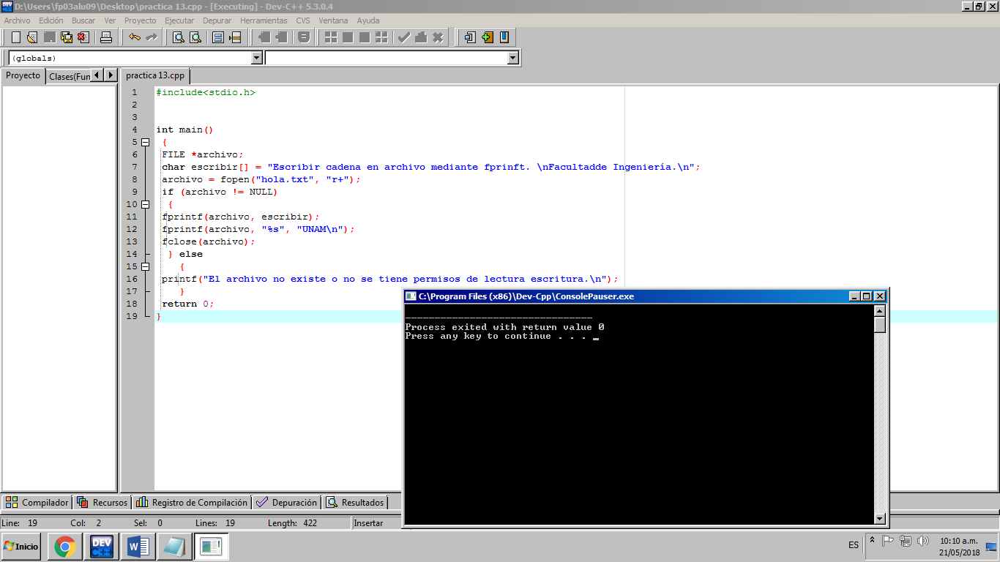 D:\Users\fp03alu09\Desktop\practica 13.cpp - [Executing] - Dev-C++ 5.3.0.4
Archivo Edición Buscar Ver Proyecto Ejecutar Depurar Herramientas CVS Ventana Ayuda
(globals)
Proyecto Clases(Fun practica 13.cpp
1 #include<stdio.h>
2
3
4 int main()
5 {
6 FILE *archivo;
7 char escribir[] = "Escribir cadena en archivo mediante fprinft. \nFacultadde Ingeniería.\n";
8 archivo = fopen("hola.txt", "r+");
9 if (archivo != NULL)
10 {
11 fprintf(archivo, escribir);
12 fprintf(archivo, "%s", "UNAM\n");
13 fclose(archivo);
14 } else
15 {
16 printf("El archivo no existe o no se tiene permisos de lectura escritura.\n");
17 }
18 return 0;
19 }
C:\Program Files (x86)\Dev-Cpp\ConsolePauser.exe
--------------------------------
Process exited with return value 0
Press any key to continue . . . _
Compilador Recursos Registro de Compilación Depuración Resultados
Line: 19 Col: 2 Sel: 0 Lines: 19 Length: 422 Insertar
Inicio DEV C++ W ES 10:10 a.m.
21/05/2018